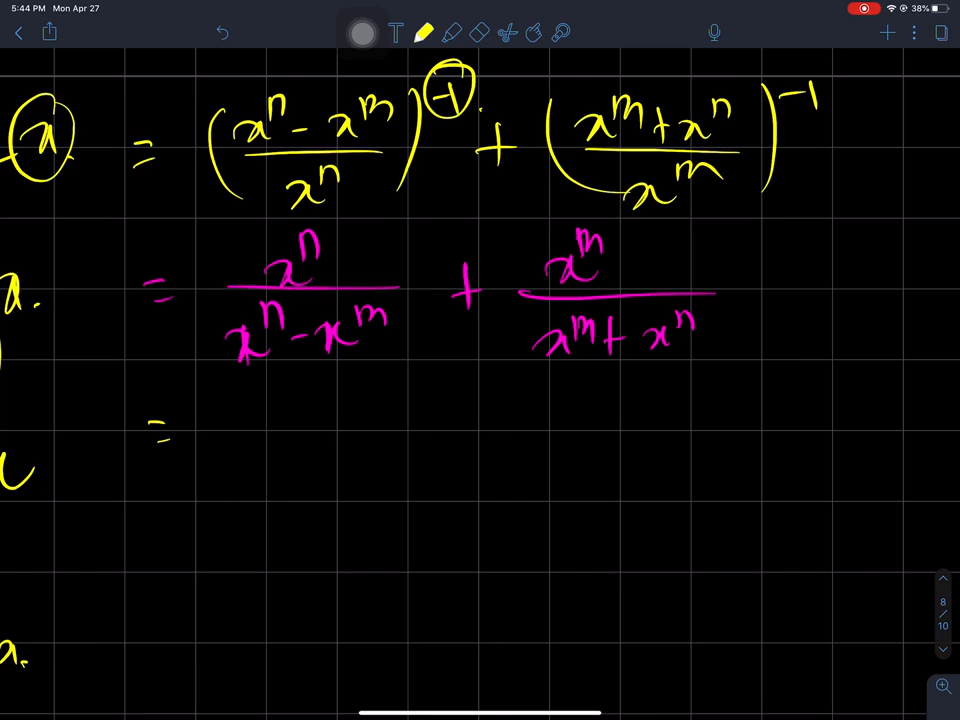 5:44 PM Mon Apr 27 38%
T
x = (x^n - x^m / x^n)^-1 + (x^m + x^n / x^m)^-1
x. = x^n / x^n - x^m + x^m / x^m + x^n
=
x.
8
/
10